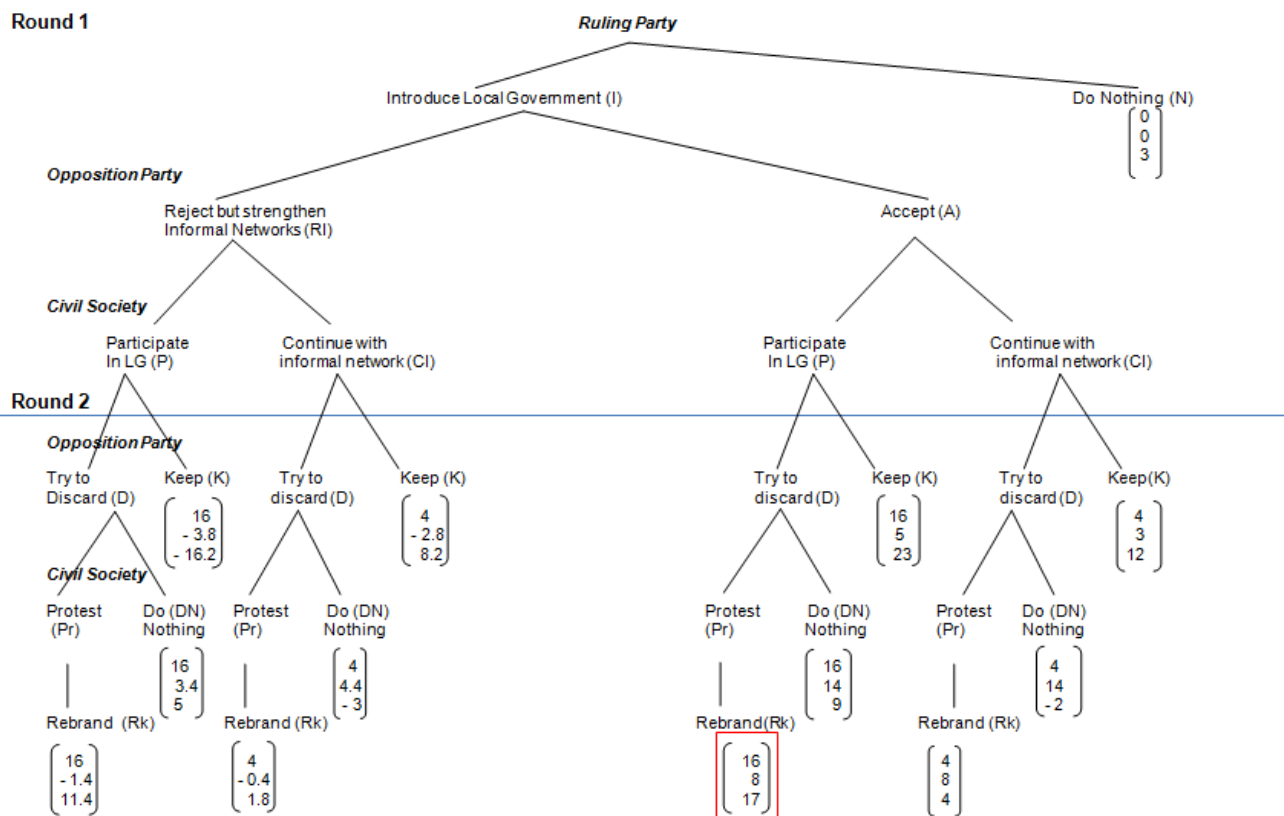 Round 1
Ruling Party
Introduce Local Government (I)
Do Nothing (N)
0
0
3
Opposition Party
Reject but strengthen
Informal Networks (RI)
Accept (A)
Civil Society
Participate
In LG (P)
Continue with
informal network (CI)
Participate
In LG (P)
Continue with
informal network (CI)
Round 2
Opposition Party
Try to
Discard (D)
Keep (K)
16
- 3.8
- 16.2
Try to
discard (D)
Keep (K)
4
- 2.8
8.2
Try to
discard (D)
Keep (K)
16
5
23
Try to
discard (D)
Keep(K)
4
3
12
Civil Society
Protest
(Pr)
Do (DN)
Nothing
16
3.4
5
Protest
(Pr)
Do (DN)
Nothing
4
4.4
- 3
Protest
(Pr)
Do (DN)
Nothing
16
14
9
Protest
(Pr)
Do (DN)
Nothing
4
14
- 2
Rebrand (Rk)
16
- 1.4
11.4
Rebrand (Rk)
4
- 0.4
1.8
Rebrand(Rk)
16
8
17
Rebrand (Rk)
4
8
4